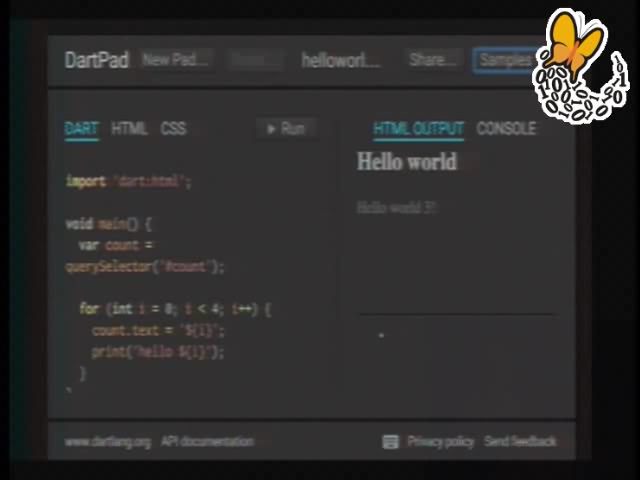 DartPad New Pad... helloworl... Share... Samples
DART HTML CSS Run HTML OUTPUT CONSOLE
Hello world
import 'dart:html';
Hello world 3!
void main() {
var count =
querySelector('#count');
for (int i = 0; i < 4; i++) {
count.text = '${i}';
print('hello ${i}');
}
www.dartlang.org API documentation Privacy policy Send feedback